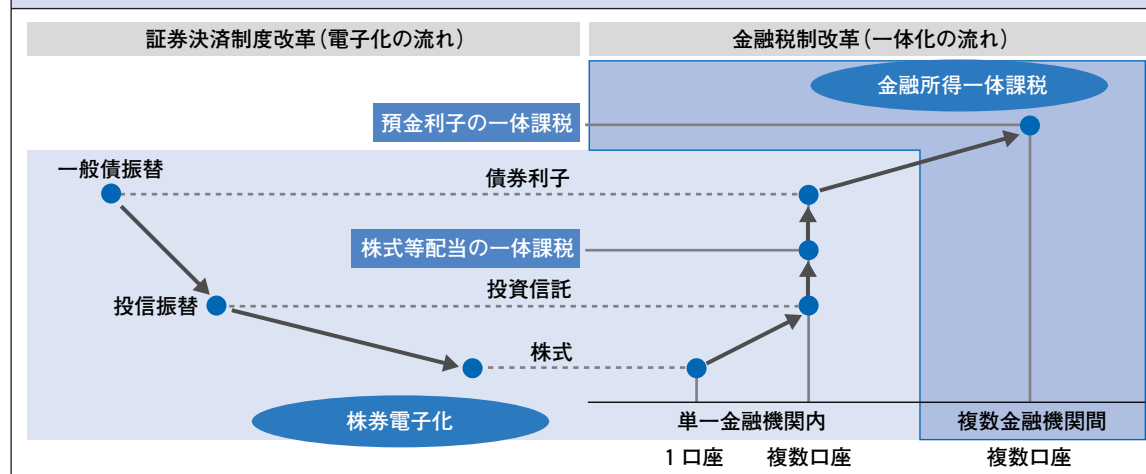 証券決済制度改革（電子化の流れ）
金融税制改革（一体化の流れ）
金融所得一体課税
預金利子の一体課税
一般債振替
債券利子
株式等配当の一体課税
投信振替
投資信託
株式
株券電子化
単一金融機関内
複数金融機関間
1口座
複数口座
複数口座